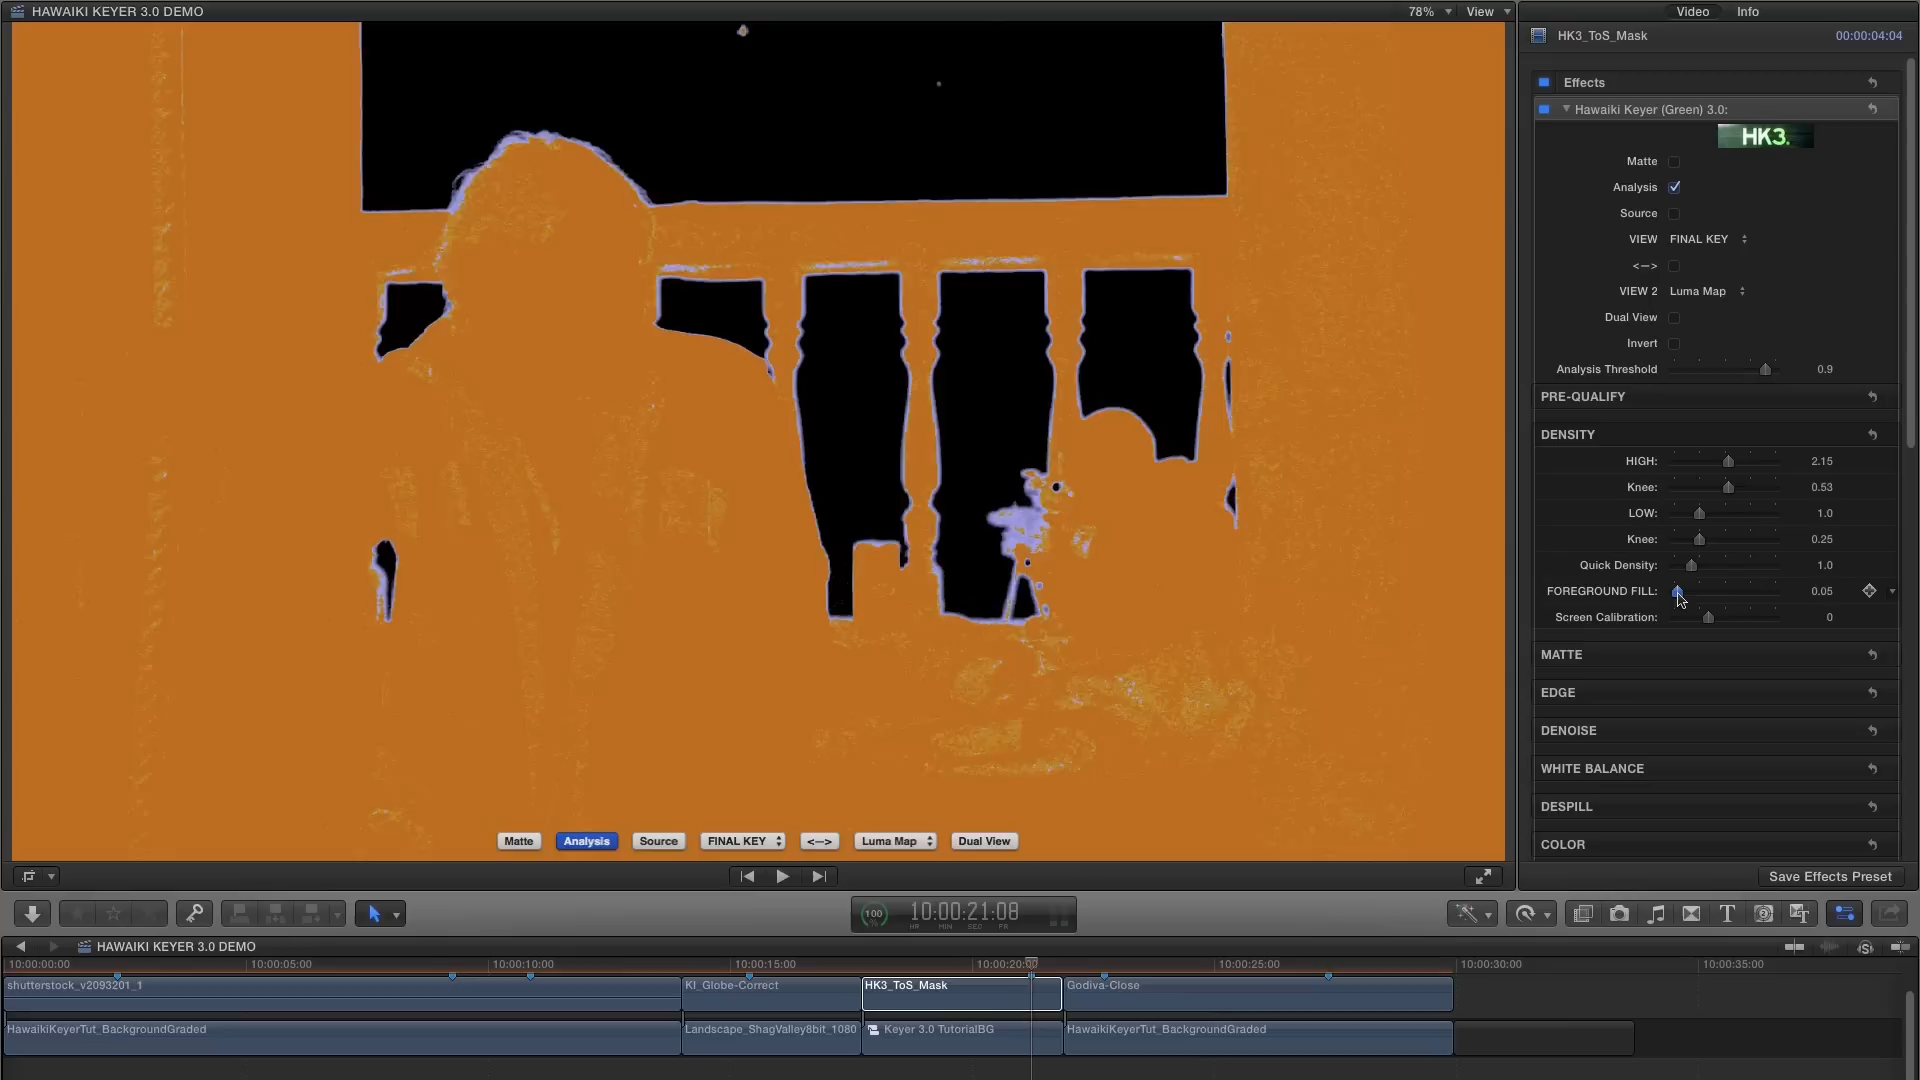 HAWAIKI KEYER 3.0 DEMO
78%
View
Video
Info
HK3_ToS_Mask
00:00:04:04
Effects
Hawaiki Keyer (Green) 3.0:
HK3.
Matte
Analysis
Source
VIEW FINAL KEY
<-->
VIEW 2 Luma Map
Dual View
Invert
Analysis Threshold 0.9
PRE-QUALIFY
DENSITY
HIGH: 2.15
Knee: 0.53
LOW: 1.0
Knee: 0.25
Quick Density: 1.0
FOREGROUND FILL: 0.05
Screen Calibration: 0
MATTE
EDGE
DENOISE
WHITE BALANCE
DESPILL
COLOR
Matte Analysis Source FINAL KEY <--> Luma Map Dual View
Save Effects Preset
100
10:00:21:08
HR MIN SEC FR
HAWAIKI KEYER 3.0 DEMO
10:00:00:00 10:00:05:00 10:00:10:00 10:00:15:00 10:00:20:00 10:00:25:00 10:00:30:00 10:00:35:00
shutterstock_v2093201_1 KI_Globe-Correct HK3_ToS_Mask Godiva-Close
HawaikiKeyerTut_BackgroundGraded Landscape_ShagValley8bit_1080 Keyer 3.0 TutorialBG HawaikiKeyerTut_BackgroundGraded